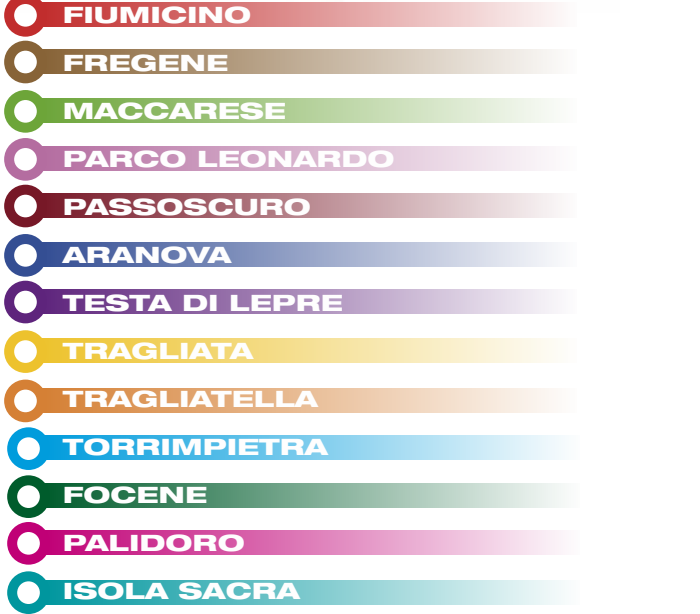 FIUMICINO
FREGENE
MACCARESE
PARCO LEONARDO
PASSOSCURO
ARANOVA
TESTA DI LEPRE
TRAGLIATA
TRAGLIATELLA
TORRIMPIETRA
FOCENE
PALIDORO
ISOLA SACRA